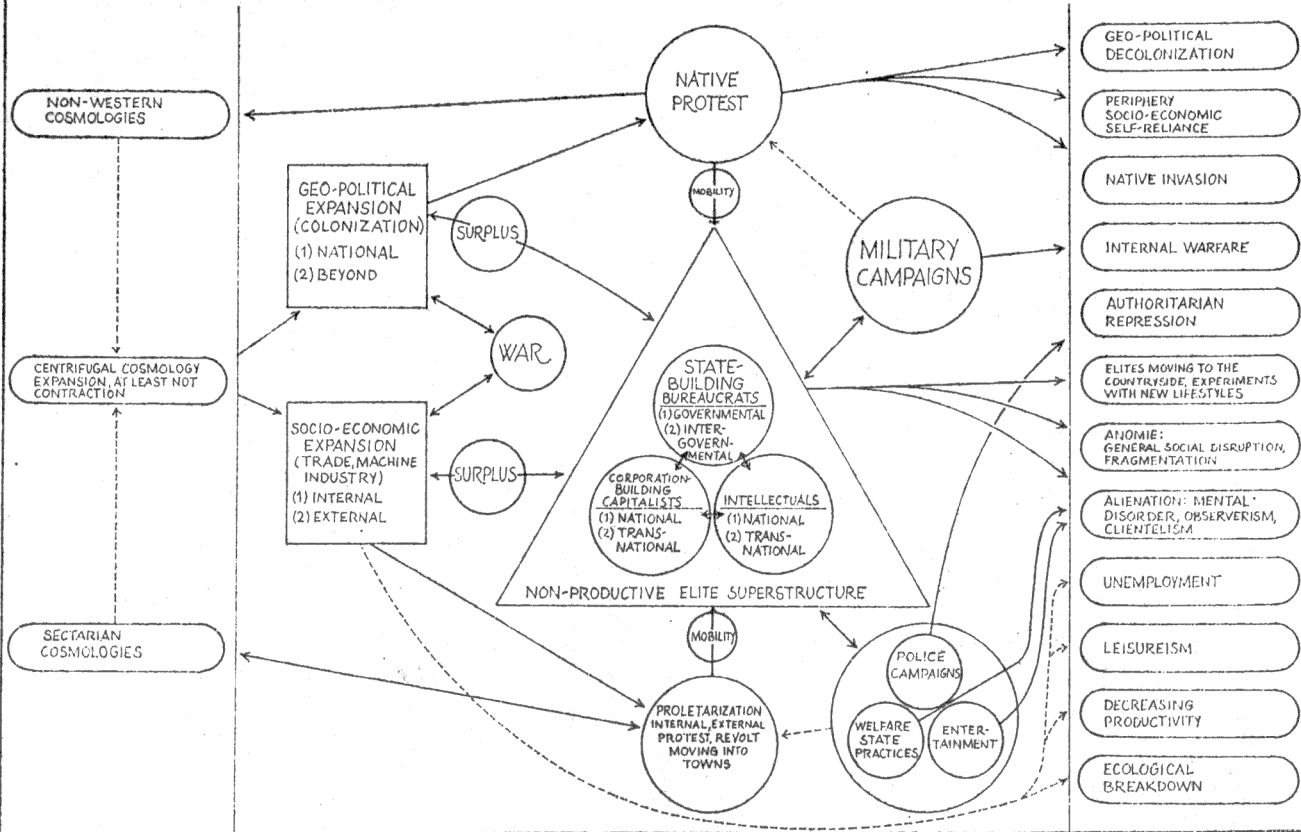 NON-WESTERN
COSMOLOGIES
CENTRIFUGAL COSMOLOGY
EXPANSION, AT LEAST NOT
CONTRACTION
SECTARIAN
COSMOLOGIES
GEO-POLITICAL
EXPANSION
(COLONIZATION)
(1) NATIONAL
(2) BEYOND
SURPLUS
WAR
SOCIO-ECONOMIC
EXPANSION
(TRADE, MACHINE
INDUSTRY)
(1) INTERNAL
(2) EXTERNAL
SURPLUS
NATIVE
PROTEST
MOBILITY
MILITARY
CAMPAIGNS
STATE-
BUILDING
BUREAUCRATS
(1) GOVERNMENTAL
(2) INTER-
GOVERN-
MENTAL
CORPORATION-
BUILDING
CAPITALISTS
(1) NATIONAL
(2) TRANS-
NATIONAL
INTELLECTUALS
(1) NATIONAL
(2) TRANS-
NATIONAL
NON-PRODUCTIVE ELITE SUPERSTRUCTURE
MOBILITY
PROLETARIZATION
INTERNAL, EXTERNAL
PROTEST, REVOLT
MOVING INTO
TOWNS
POLICE
CAMPAIGNS
WELFARE
STATE
PRACTICES
ENTER-
TAINMENT
GEO-POLITICAL
DECOLONIZATION
PERIPHERY
SOCIO-ECONOMIC
SELF-RELIANCE
NATIVE INVASION
INTERNAL WARFARE
AUTHORITARIAN
REPRESSION
ELITES MOVING TO THE
COUNTRYSIDE, EXPERIMENTS
WITH NEW LIFESTYLES
ANOMIE:
GENERAL SOCIAL DISRUPTION,
FRAGMENTATION
ALIENATION: MENTAL
DISORDER, OBSERVERISM,
CLIENTELISM
UNEMPLOYMENT
LEISUREISM
DECREASING
PRODUCTIVITY
ECOLOGICAL
BREAKDOWN